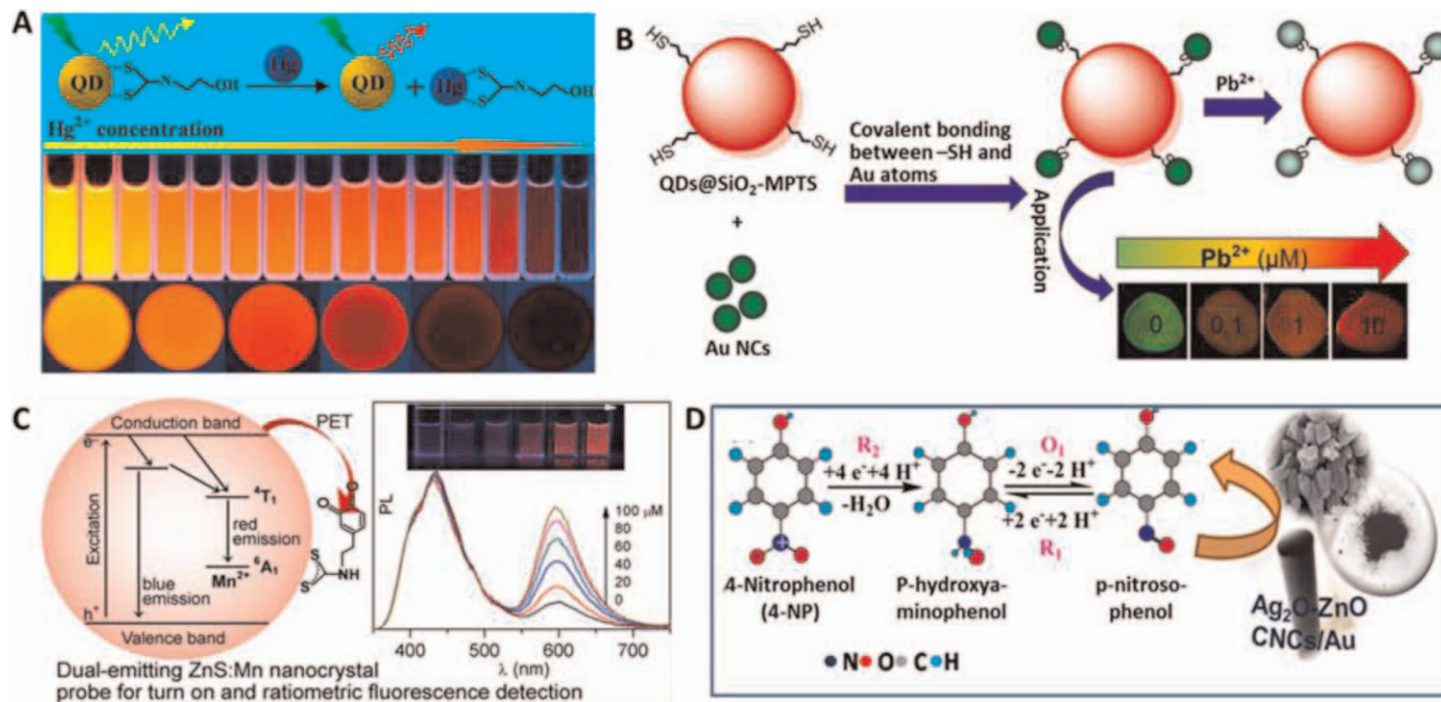 A
QD
N
OH
Hg
QD
+
Hg
N
OH
Hg²⁺ concentration
B
HS
SH
HS
SH
QDs@SiO₂-MPTS
+
Au NCs
Covalent bonding
between –SH and
Au atoms
S
S
S
S
Pb²⁺
S
S
S
S
Application
Pb²⁺ (μM)
0
0.1
1
10
C
Conduction band
e⁻
PET
Excitation
⁴T₁
red
emission
Mn²⁺
⁶A₁
blue
emission
h⁺
Valence band
O
O
S
S
NH
Dual-emitting ZnS:Mn nanocrystal
probe for turn on and ratiometric fluorescence detection
PL
100 μM
80
60
40
20
0
400
500
600
700
λ (nm)
D
R₂
+4 e⁻+4 H⁺
-H₂O
O₁
-2 e⁻-2 H⁺
+2 e⁻+2 H⁺
R₁
4-Nitrophenol
(4-NP)
P-hydroxya-
minophenol
p-nitroso-
phenol
Ag₂O-ZnO
CNCs/Au
N O C H